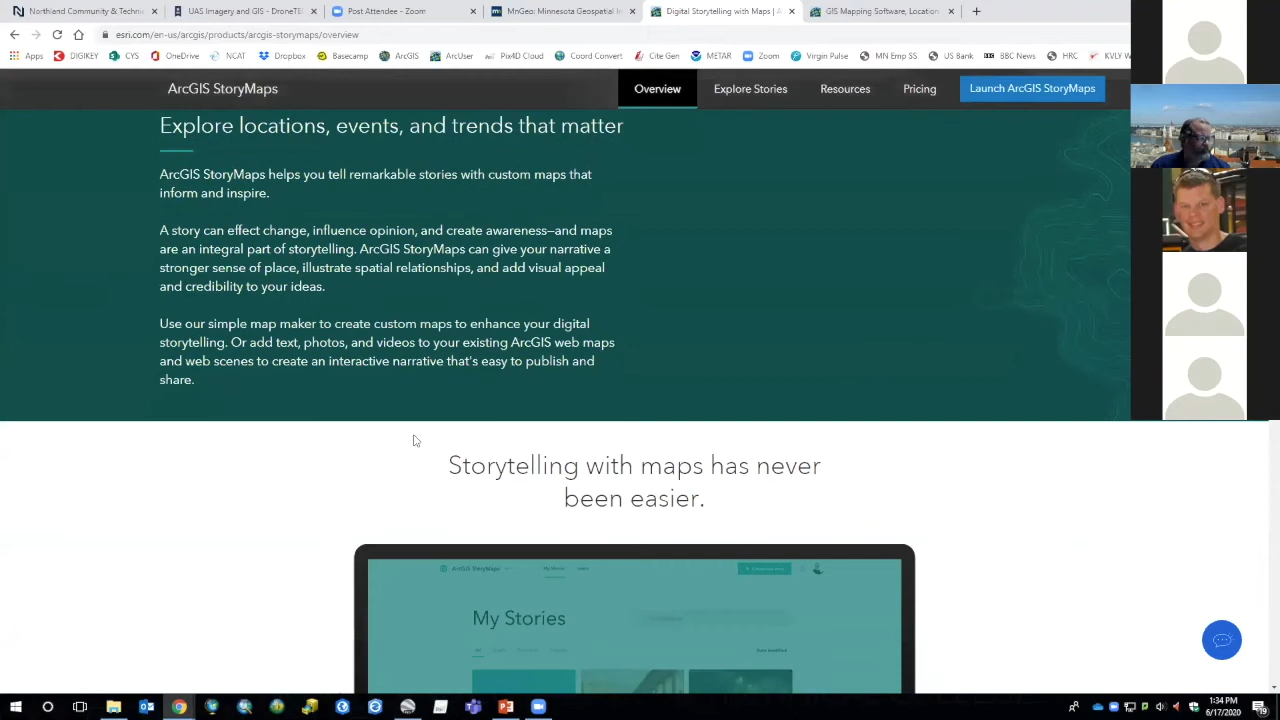 Northland Community & Technic
UAS Imagery and GIS - DroneTE
Post Attendee - Zoom
MnGeo: Minnesota Geospatial In
Digital Storytelling with Maps | A
GIS Mapping Software, Location
esri.com/en-us/arcgis/products/arcgis-storymaps/overview
Apps DIGIKEY CYS OneDrive NCAT Dropbox Basecamp ArcGIS ArcUser Pix4D Cloud Coord Convert Cite Gen METAR Zoom Virgin Pulse MN Emp SS US Bank BBC News HRC KVLY W
ArcGIS StoryMaps
Overview Explore Stories Resources Pricing Launch ArcGIS StoryMaps
Explore locations, events, and trends that matter
ArcGIS StoryMaps helps you tell remarkable stories with custom maps that
inform and inspire.
A story can effect change, influence opinion, and create awareness—and maps
are an integral part of storytelling. ArcGIS StoryMaps can give your narrative a
stronger sense of place, illustrate spatial relationships, and add visual appeal
and credibility to your ideas.
Use our simple map maker to create custom maps to enhance your digital
storytelling. Or add text, photos, and videos to your existing ArcGIS web maps
and web scenes to create an interactive narrative that's easy to publish and
share.
Storytelling with maps has never
been easier.
ArcGIS StoryMaps My Stories
My Stories
All
1:34 PM
6/17/2020